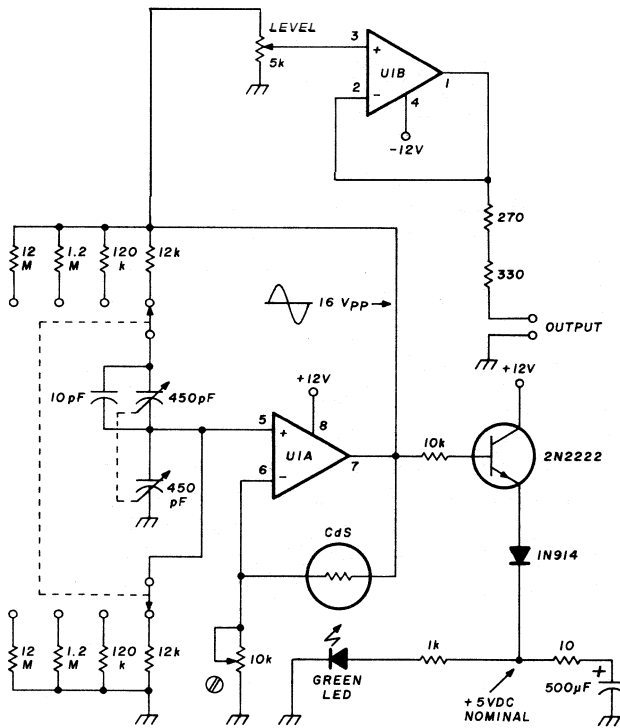 LEVEL
5k
3
+
U1B
2
−
4
1
-12V
270
330
OUTPUT
12
M
1.2
M
120
k
12k
16 VPP
10pF
450pF
450
pF
+12V
5
+
8
U1A
6
−
7
10k
+12V
2N2222
CdS
1N914
12
M
1.2
M
120
k
12k
10k
GREEN
LED
1k
10
+
500µF
+5VDC
NOMINAL